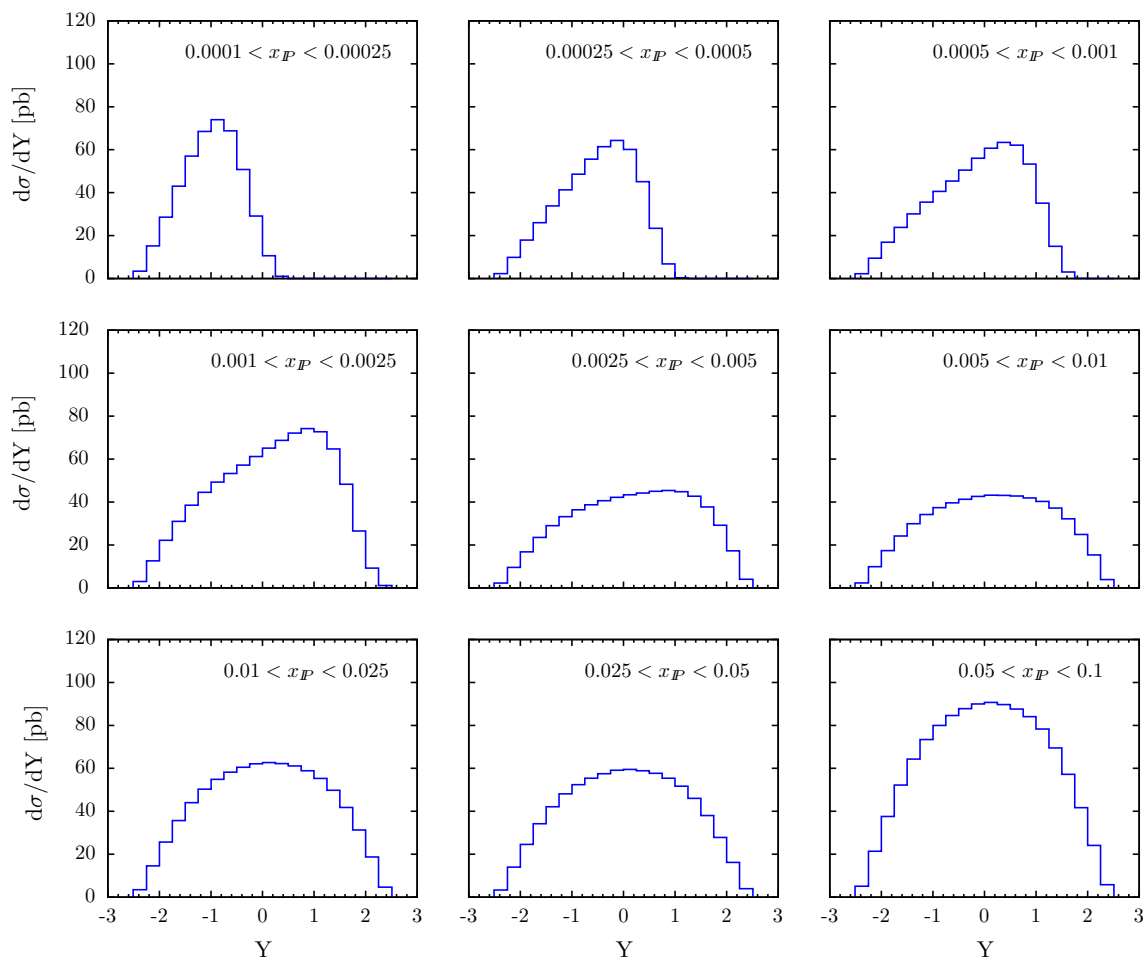 120
100
80
60
40
20
0
dσ/dY [pb]
0.0001 < x_IP < 0.00025
0.00025 < x_IP < 0.0005
0.0005 < x_IP < 0.001
120
100
80
60
40
20
0
dσ/dY [pb]
0.001 < x_IP < 0.0025
0.0025 < x_IP < 0.005
0.005 < x_IP < 0.01
120
100
80
60
40
20
0
dσ/dY [pb]
0.01 < x_IP < 0.025
0.025 < x_IP < 0.05
0.05 < x_IP < 0.1
-3 -2 -1 0 1 2 3
-3 -2 -1 0 1 2 3
-3 -2 -1 0 1 2 3
Y Y Y